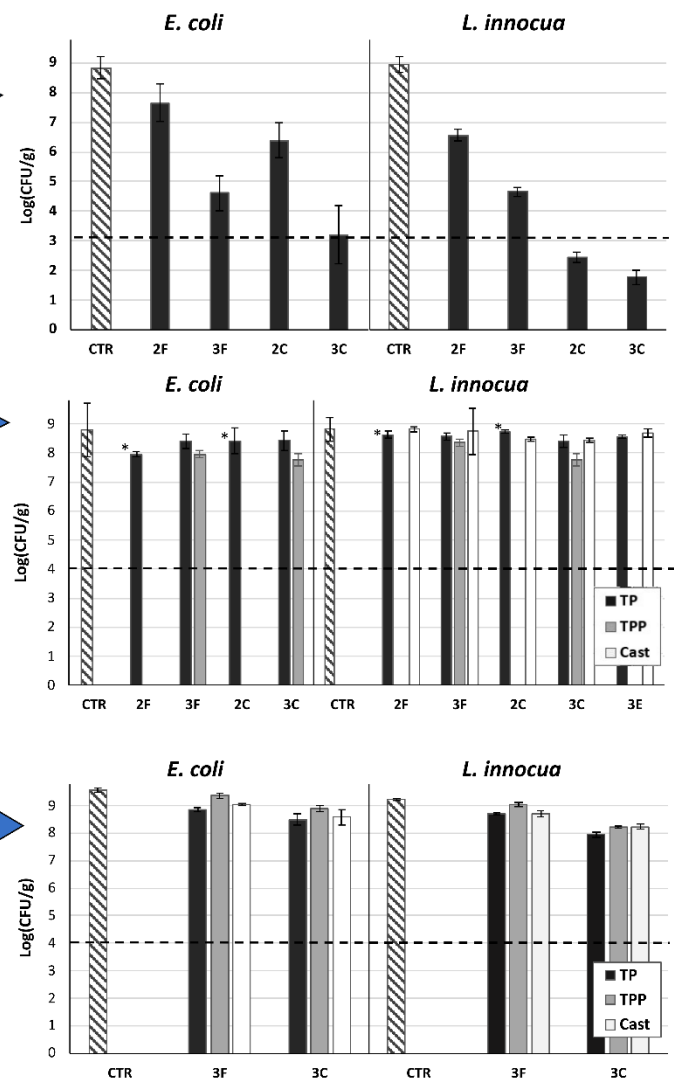 E. coli L. innocua
9
8
7
6
5
4
3
2
1
0
Log(CFU/g)
CTR 2F 3F 2C 3C CTR 2F 3F 2C 3C
E. coli L. innocua
9
8
7
6
5
4
3
2
1
0
Log(CFU/g)
* * * *
TP
TPP
Cast
CTR 2F 3F 2C 3C CTR 2F 3F 2C 3C 3E
E. coli L. innocua
9
8
7
6
5
4
3
2
1
0
Log(CFU/g)
TP
TPP
Cast
CTR 3F 3C CTR 3F 3C